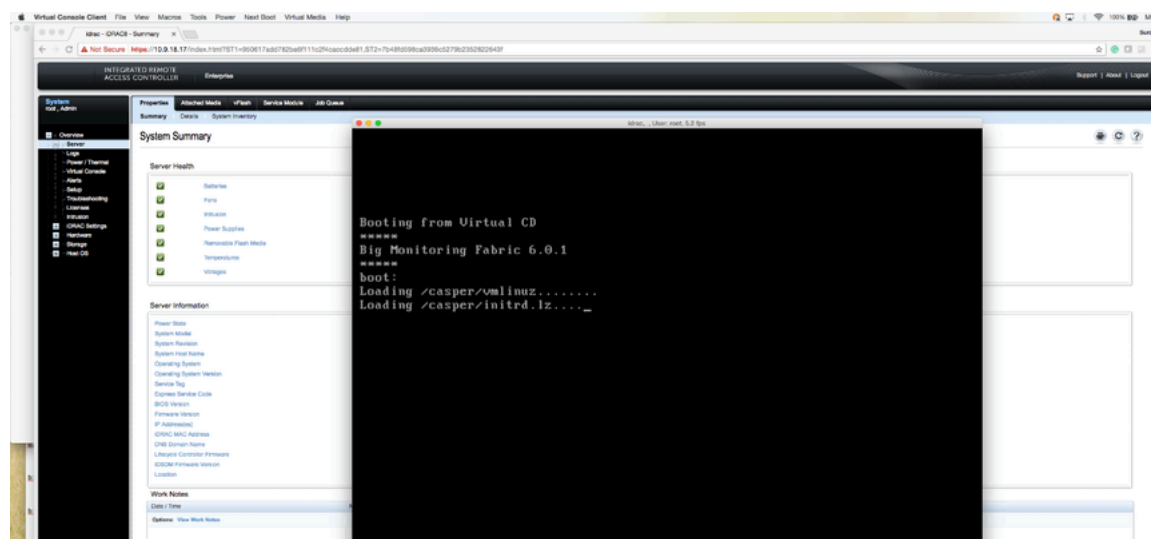 Virtual Console Client File View Macros Tools Power Next Boot Virtual Media Help
100%
idrac - iDRAC8 - Summary
Not Secure
INTEGRATED REMOTE
ACCESS CONTROLLER Enterprise
Support | About | Logout
System
root , Admin
Properties Attached Media vFlash Service Module Job Queue
Summary Details System Inventory
idrac, , User: root, 5.2 fps
System Summary
Overview
Server
Logs
Power / Thermal
Virtual Console
Alerts
Setup
Troubleshooting
Licenses
Intrusion
iDRAC Settings
Hardware
Storage
Host OS
Server Health
Batteries
Fans
Intrusion
Power Supplies
Removable Flash Media
Temperatures
Voltages
Server Information
Power State
System Model
System Revision
System Host Name
Operating System
Operating System Version
Service Tag
Express Service Code
BIOS Version
Firmware Version
IP Address(es)
iDRAC MAC Address
DNS Domain Name
Lifecycle Controller Firmware
IDSDM Firmware Version
Location
Work Notes
Date / Time
Options: View Work Notes
Booting from Virtual CD
*****
Big Monitoring Fabric 6.0.1
*****
boot:
Loading /casper/vmlinuz........
Loading /casper/initrd.lz...._